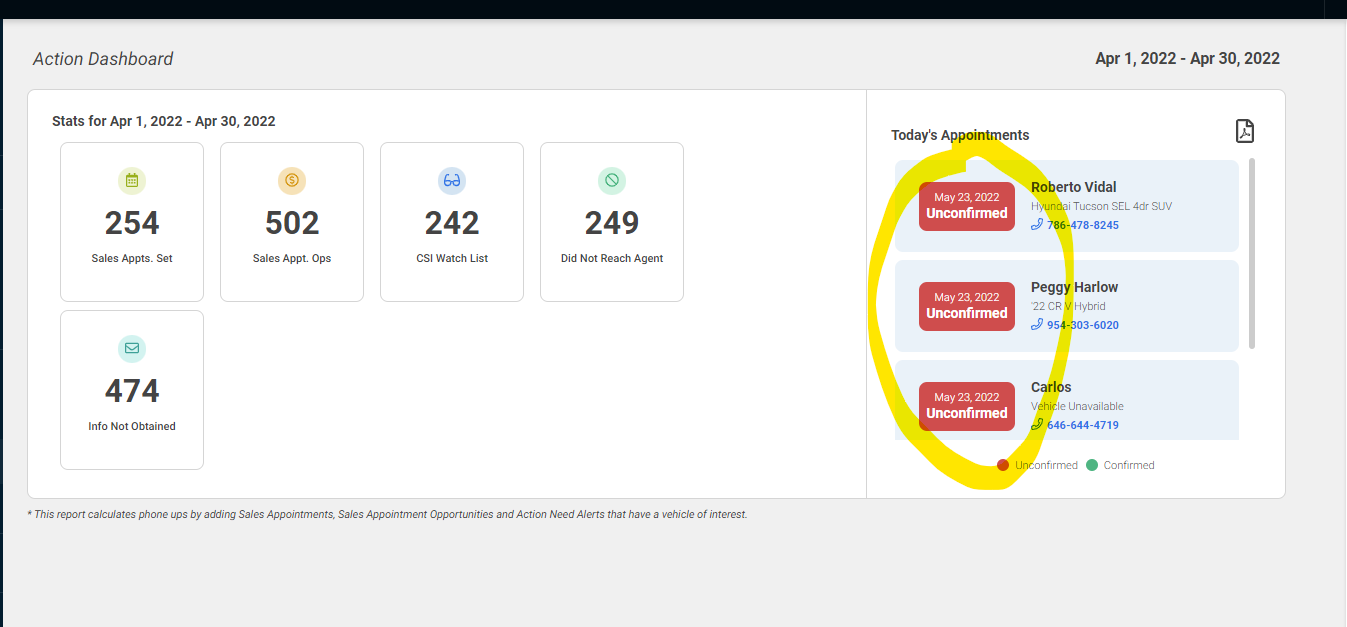 Action Dashboard
Apr 1, 2022 - Apr 30, 2022
Stats for Apr 1, 2022 - Apr 30, 2022
254
Sales Appts. Set
502
Sales Appt. Ops
242
CSI Watch List
249
Did Not Reach Agent
474
Info Not Obtained
Today's Appointments
May 23, 2022
Unconfirmed
Roberto Vidal
Hyundai Tucson SEL 4dr SUV
786-478-8245
May 23, 2022
Unconfirmed
Peggy Harlow
'22 CR V Hybrid
954-303-6020
May 23, 2022
Unconfirmed
Carlos
Vehicle Unavailable
646-644-4719
Unconfirmed Confirmed
* This report calculates phone ups by adding Sales Appointments, Sales Appointment Opportunities and Action Need Alerts that have a vehicle of interest.